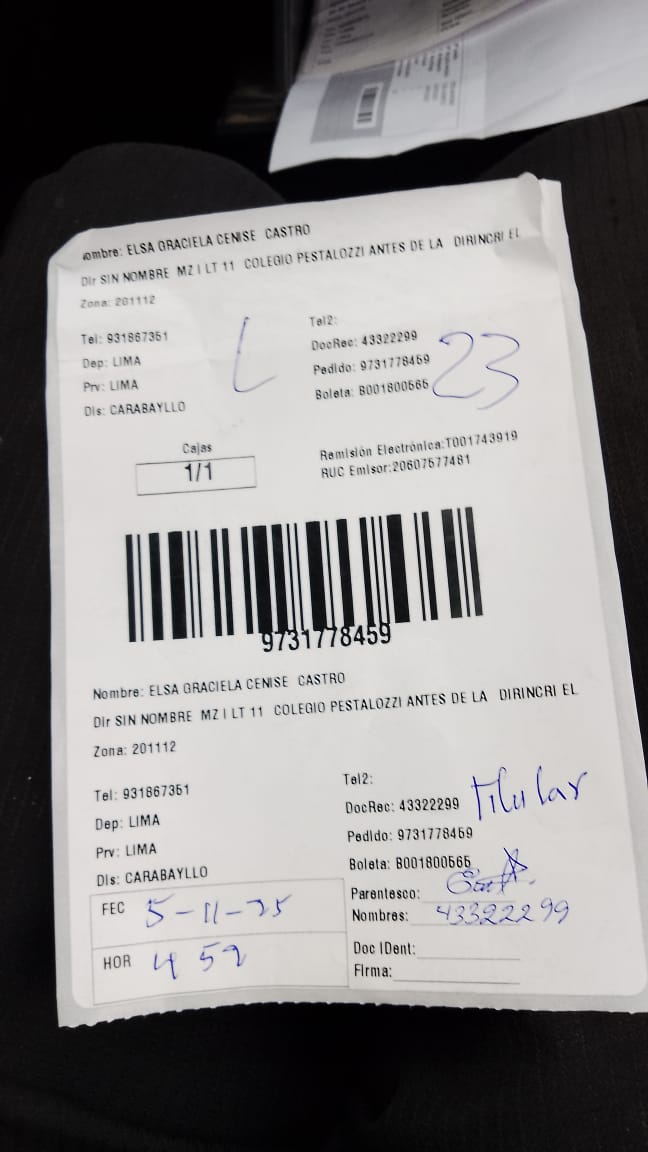 ombre: ELSA GRACIELA CENISE CASTRO
Dir SIN NOMBRE MZ I LT 11 COLEGIO PESTALOZZI ANTES DE LA DIRINCRI EL
Zona: 201112
Tel: 931867351
Dep: LIMA
Prv: LIMA
Dis: CARABAYLLO
L
Tel2:
DocRec: 43322299
Pedido: 9731778459
Boleta: B001800565
23
Cajas
1/1
Remisión Electrónica:T001743919
RUC Emisor:20607577481
9731778459
Nombre: ELSA GRACIELA CENISE CASTRO
Dir SIN NOMBRE MZ I LT 11 COLEGIO PESTALOZZI ANTES DE LA DIRINCRI EL
Zona: 201112
Tel: 931867351
Dep: LIMA
Prv: LIMA
Dis: CARABAYLLO
FEC 5-11-25
HOR 4 52
Tel2:
DocRec: 43322299 Titular
Pedido: 9731778459
Boleta: B001800565
Parentesco:
Nombres: 43322299
Doc IDent:
Firma: